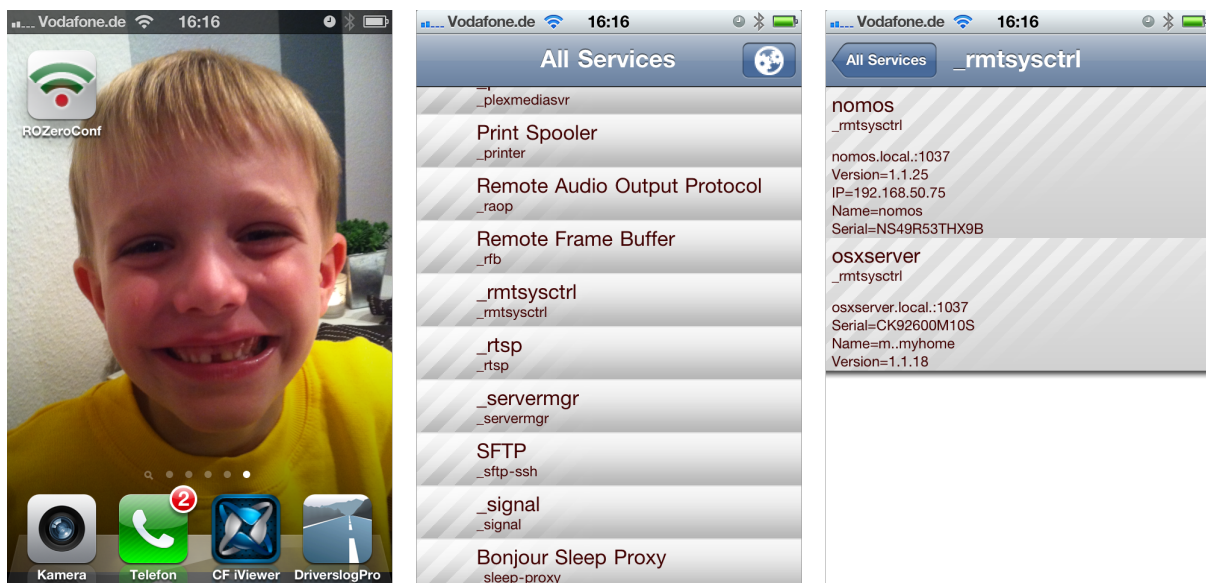 Vodafone.de 16:16
ROZeroConf
2
Kamera
Telefon
CF iViewer
DriverslogPro
Vodafone.de 16:16
All Services
_plexmediasvr
Print Spooler
_printer
Remote Audio Output Protocol
_raop
Remote Frame Buffer
_rfb
_rmtsysctrl
_rmtsysctrl
_rtsp
_rtsp
_servermgr
_servermgr
SFTP
_sftp-ssh
_signal
_signal
Bonjour Sleep Proxy
_sleep-proxy
Vodafone.de 16:16
All Services
_rmtsysctrl
nomos
_rmtsysctrl
nomos.local.:1037
Version=1.1.25
IP=192.168.50.75
Name=nomos
Serial=NS49R53THX9B
osxserver
_rmtsysctrl
osxserver.local.:1037
Serial=CK92600M10S
Name=m..myhome
Version=1.1.18